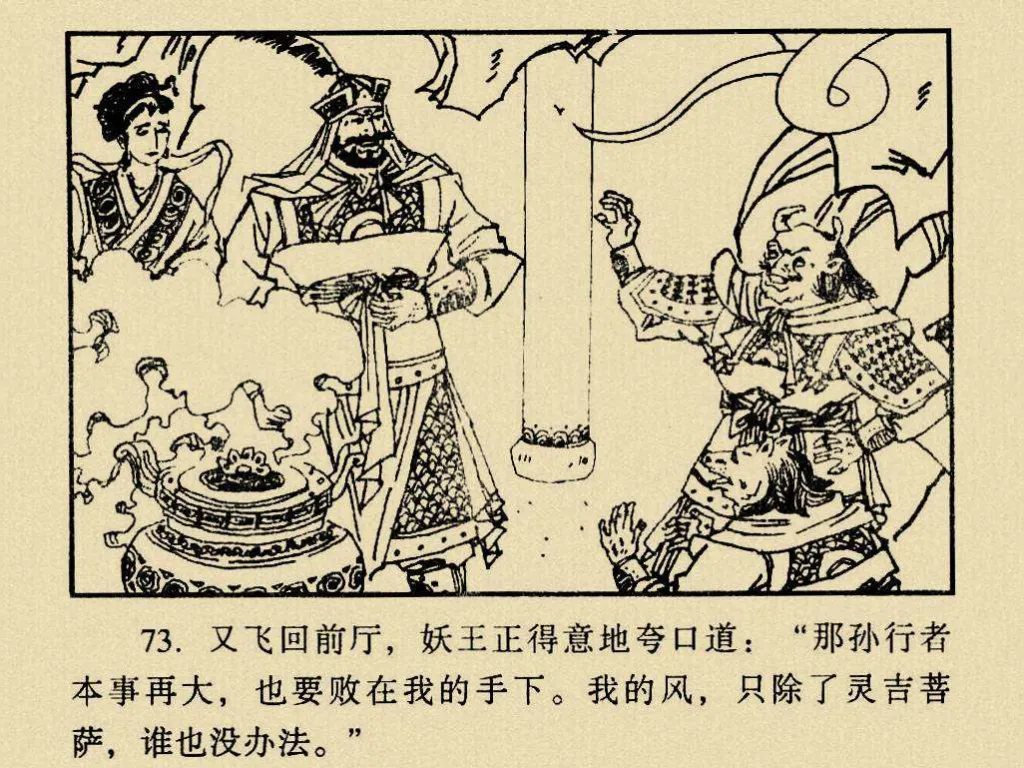 73. 又飞回前厅，妖王正得意地夸口道：“那孙行者
本事再大，也要败在我的手下。我的风，只除了灵吉菩
萨，谁也没办法。”